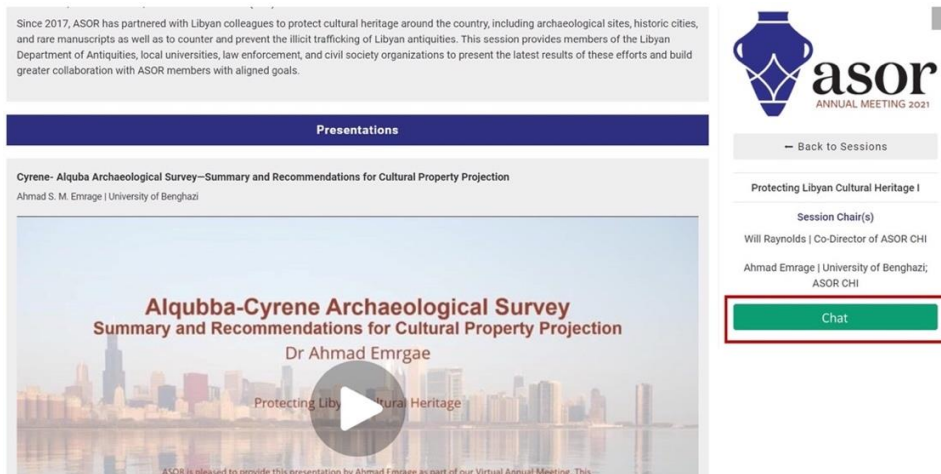 Since 2017, ASOR has partnered with Libyan colleagues to protect cultural heritage around the country, including archaeological sites, historic cities,
and rare manuscripts as well as to counter and prevent the illicit trafficking of Libyan antiquities. This session provides members of the Libyan
Department of Antiquities, local universities, law enforcement, and civil society organizations to present the latest results of these efforts and build
greater collaboration with ASOR members with aligned goals.
Presentations
Cyrene- Alquba Archaeological Survey—Summary and Recommendations for Cultural Property Projection
Ahmad S. M. Emrage | University of Benghazi
Alqubba-Cyrene Archaeological Survey
Summary and Recommendations for Cultural Property Projection
Dr Ahmad Emrgae
Protecting Heritage
ASOR is pleased to provide this presentation by Ahmad Emrage as part of our Virtual Annual Meeting. This
asor
ANNUAL MEETING 2021
← Back to Sessions
Protecting Libyan Cultural Heritage I
Session Chair(s)
Will Raynolds | Co-Director of ASOR CHI
Ahmad Emrage | University of Benghazi;
ASOR CHI
Chat